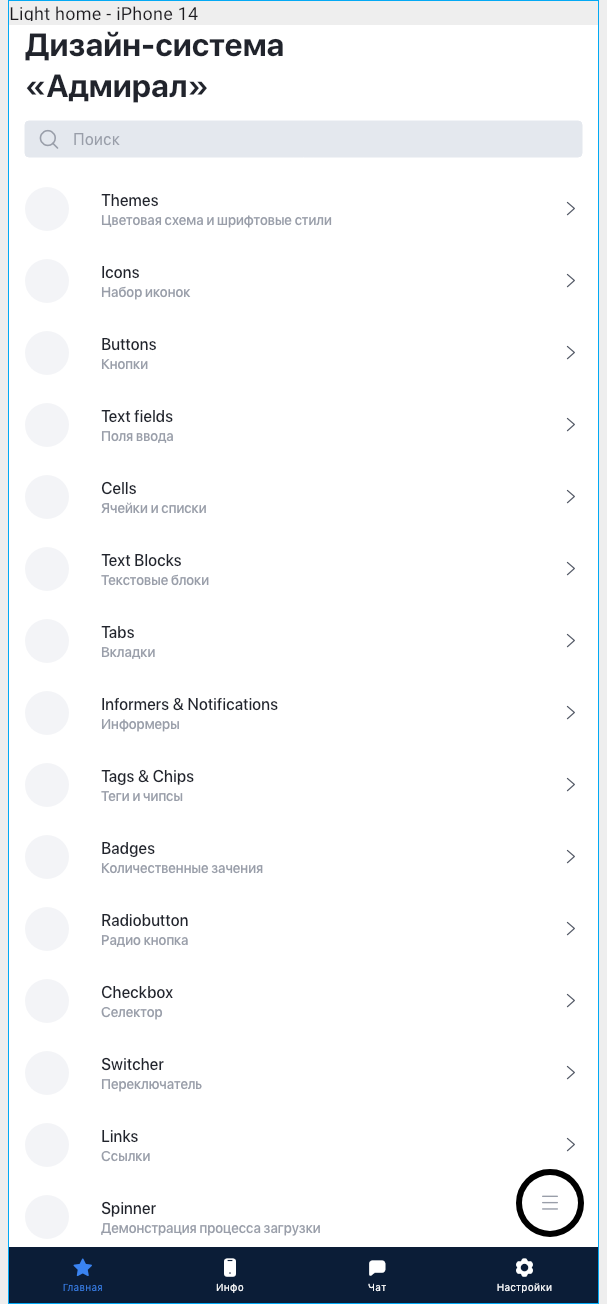 Light home - iPhone 14
Дизайн-система
«Адмирал»
Поиск
Themes
Цветовая схема и шрифтовые стили
Icons
Набор иконок
Buttons
Кнопки
Text fields
Поля ввода
Cells
Ячейки и списки
Text Blocks
Текстовые блоки
Tabs
Вкладки
Informers & Notifications
Информеры
Tags & Chips
Теги и чипсы
Badges
Количественные зачения
Radiobutton
Радио кнопка
Checkbox
Селектор
Switcher
Переключатель
Links
Ссылки
Spinner
Демонстрация процесса загрузки
Главная Инфо Чат Настройки